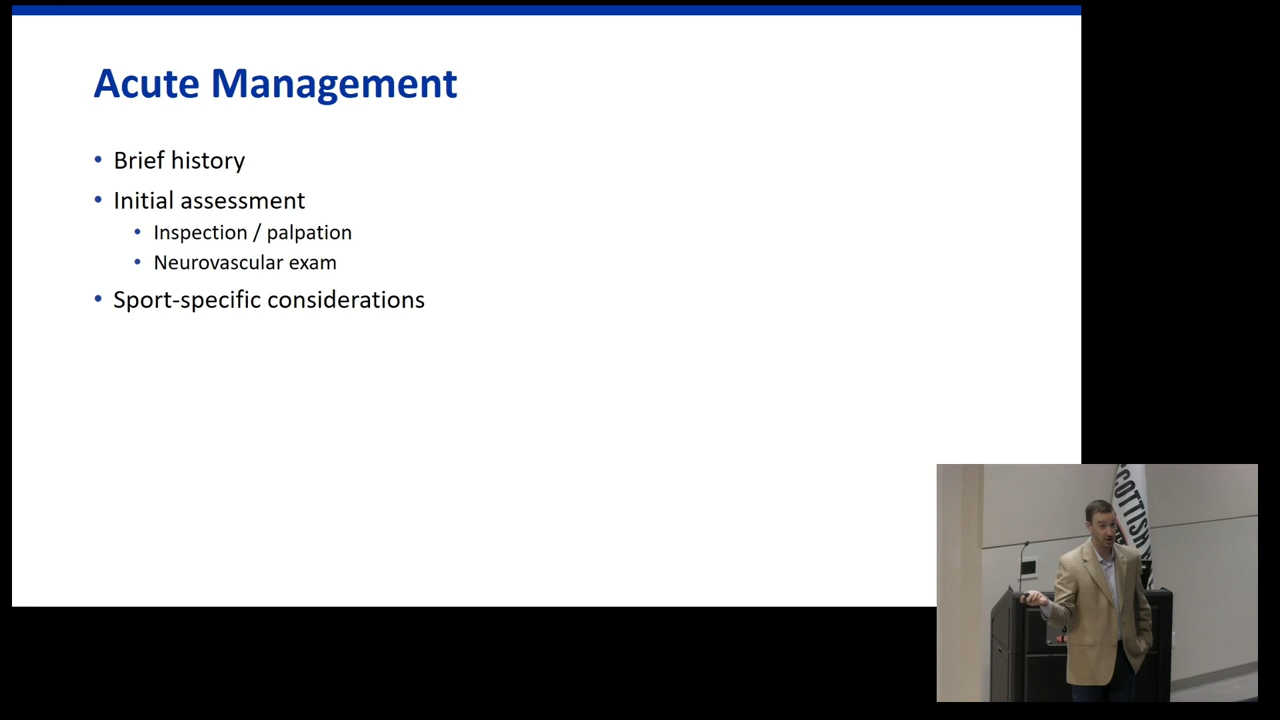 Acute Management
• Brief history
• Initial assessment
• Inspection / palpation
• Neurovascular exam
• Sport-specific considerations